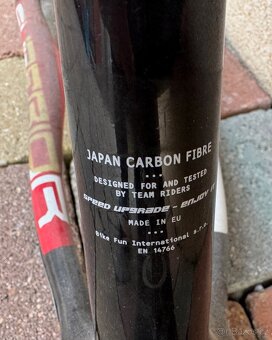 JAPAN CARBON FIBRE
•••
DESIGNED FOR AND TESTED
BY TEAM RIDERS
SPEED UPGRADE - ENJOY IT
MADE IN EU
•••
Bike Fun International s.r.o.
EN 14766